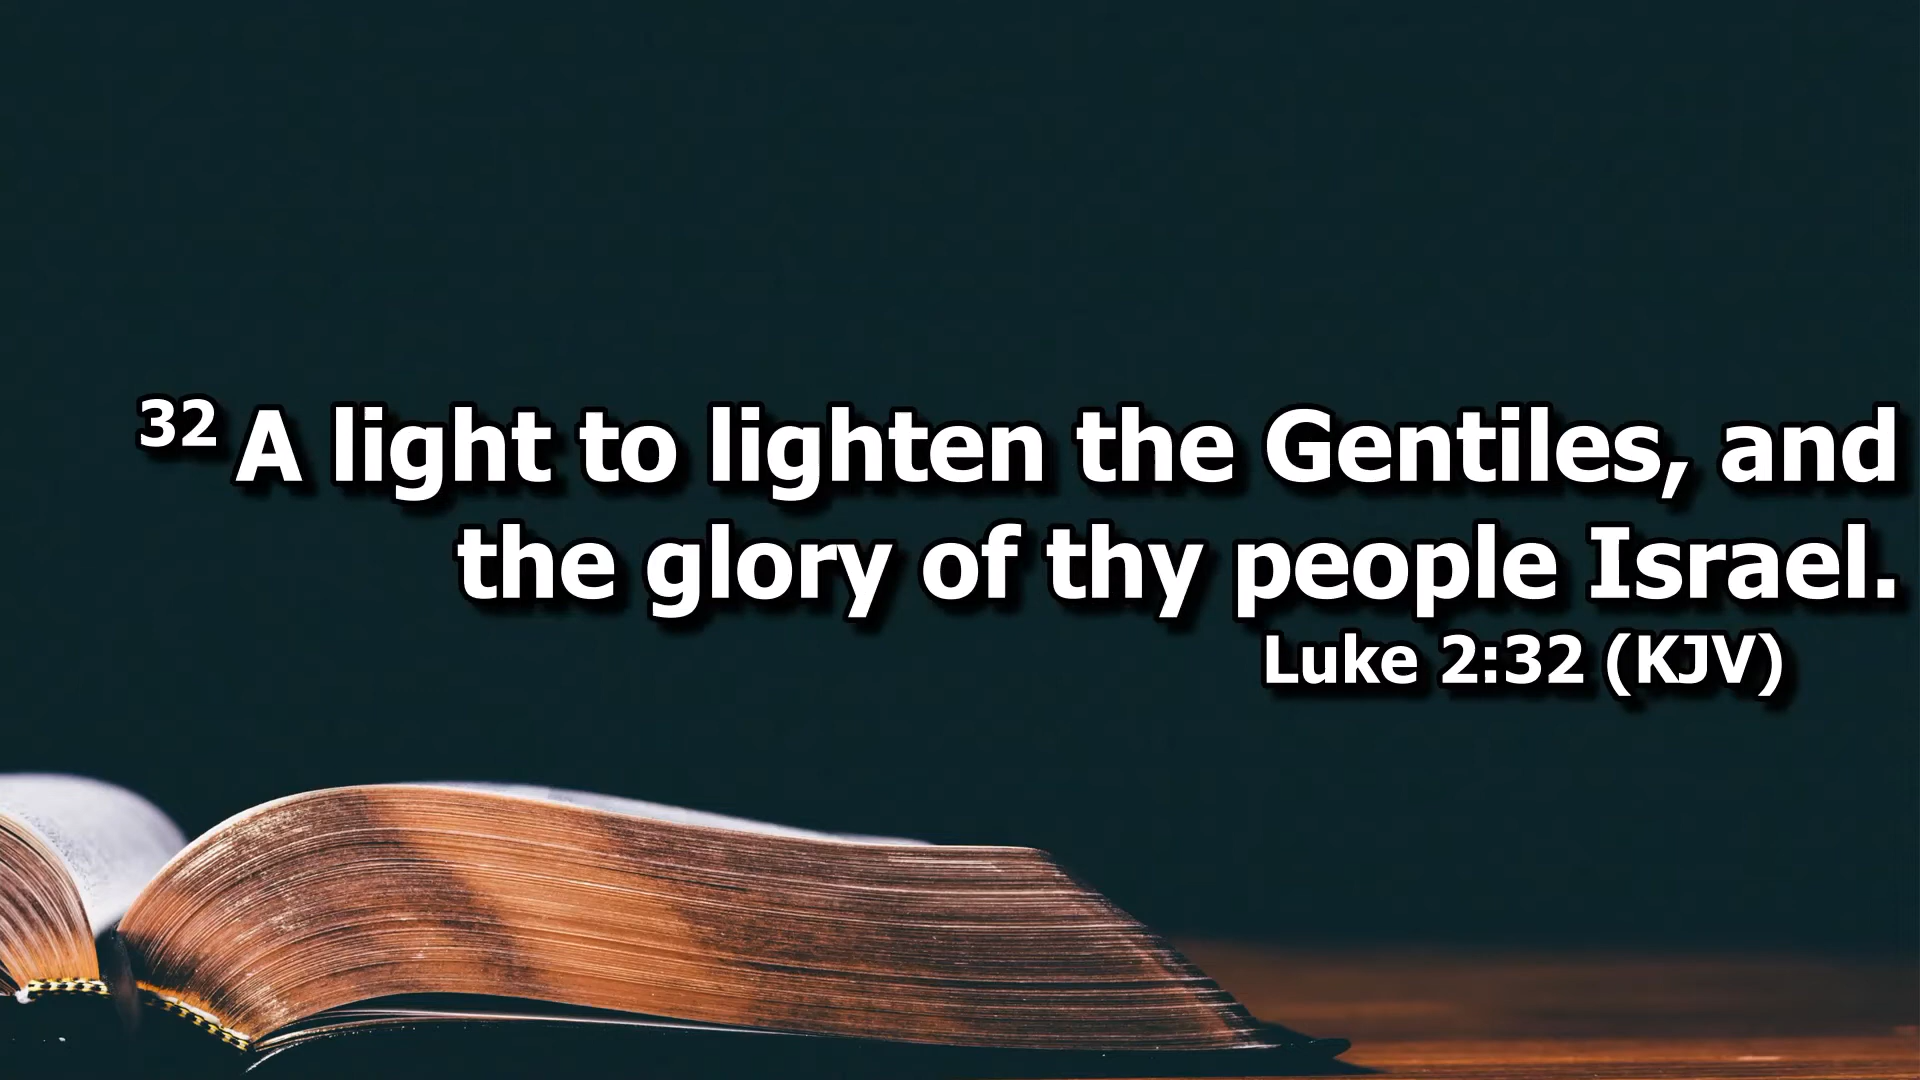 32 A light to lighten the Gentiles, and
the glory of thy people Israel.
Luke 2:32 (KJV)